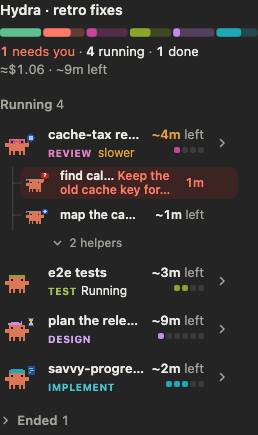 Hydra · retro fixes
1 needs you · 4 running · 1 done
≈$1.06 · ~9m left
Running 4
cache-tax re... ~4m left
REVIEW slower
find cal... Keep the 1m
old cache key for...
map the ca... ~1m left
2 helpers
e2e tests ~3m left
TEST Running
plan the rele... ~9m left
DESIGN
savvy-progre... ~2m left
IMPLEMENT
Ended 1